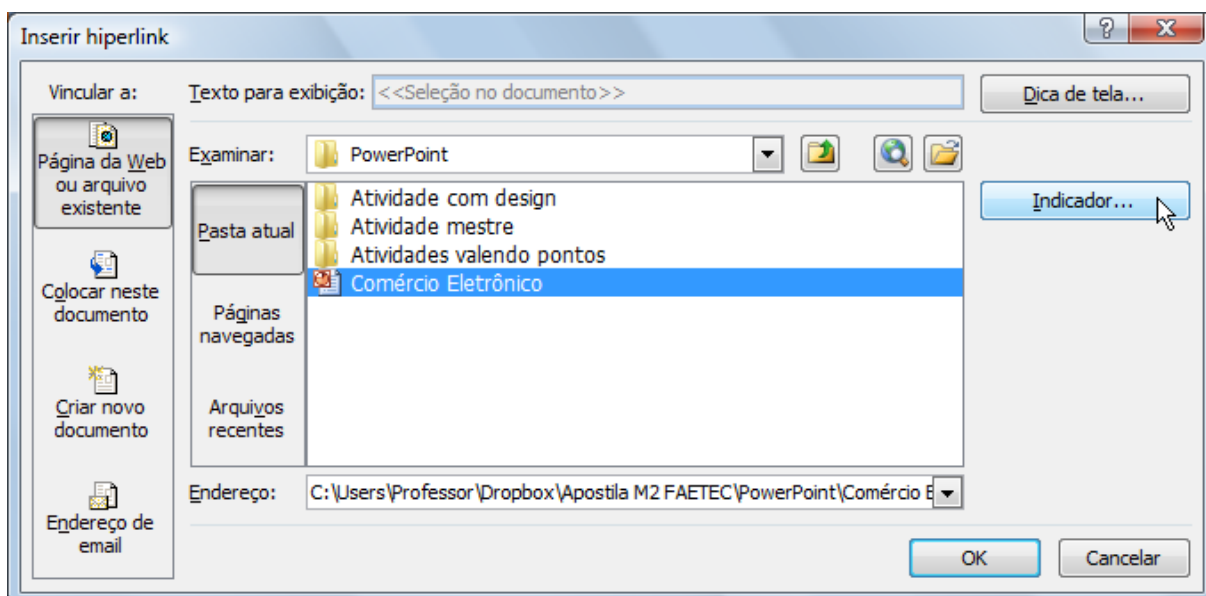 Inserir hiperlink
Vincular a:
Texto para exibição:
<<Seleção no documento>>
Dica de tela...
Página da Web
ou arquivo
existente
Colocar neste
documento
Criar novo
documento
Endereço de
email
Examinar:
PowerPoint
Pasta atual
Páginas
navegadas
Arquivos
recentes
Atividade com design
Atividade mestre
Atividades valendo pontos
Comércio Eletrônico
Indicador...
Endereço:
C:\Users\Professor\Dropbox\Apostila M2 FAETEC\PowerPoint\Comércio E
OK
Cancelar